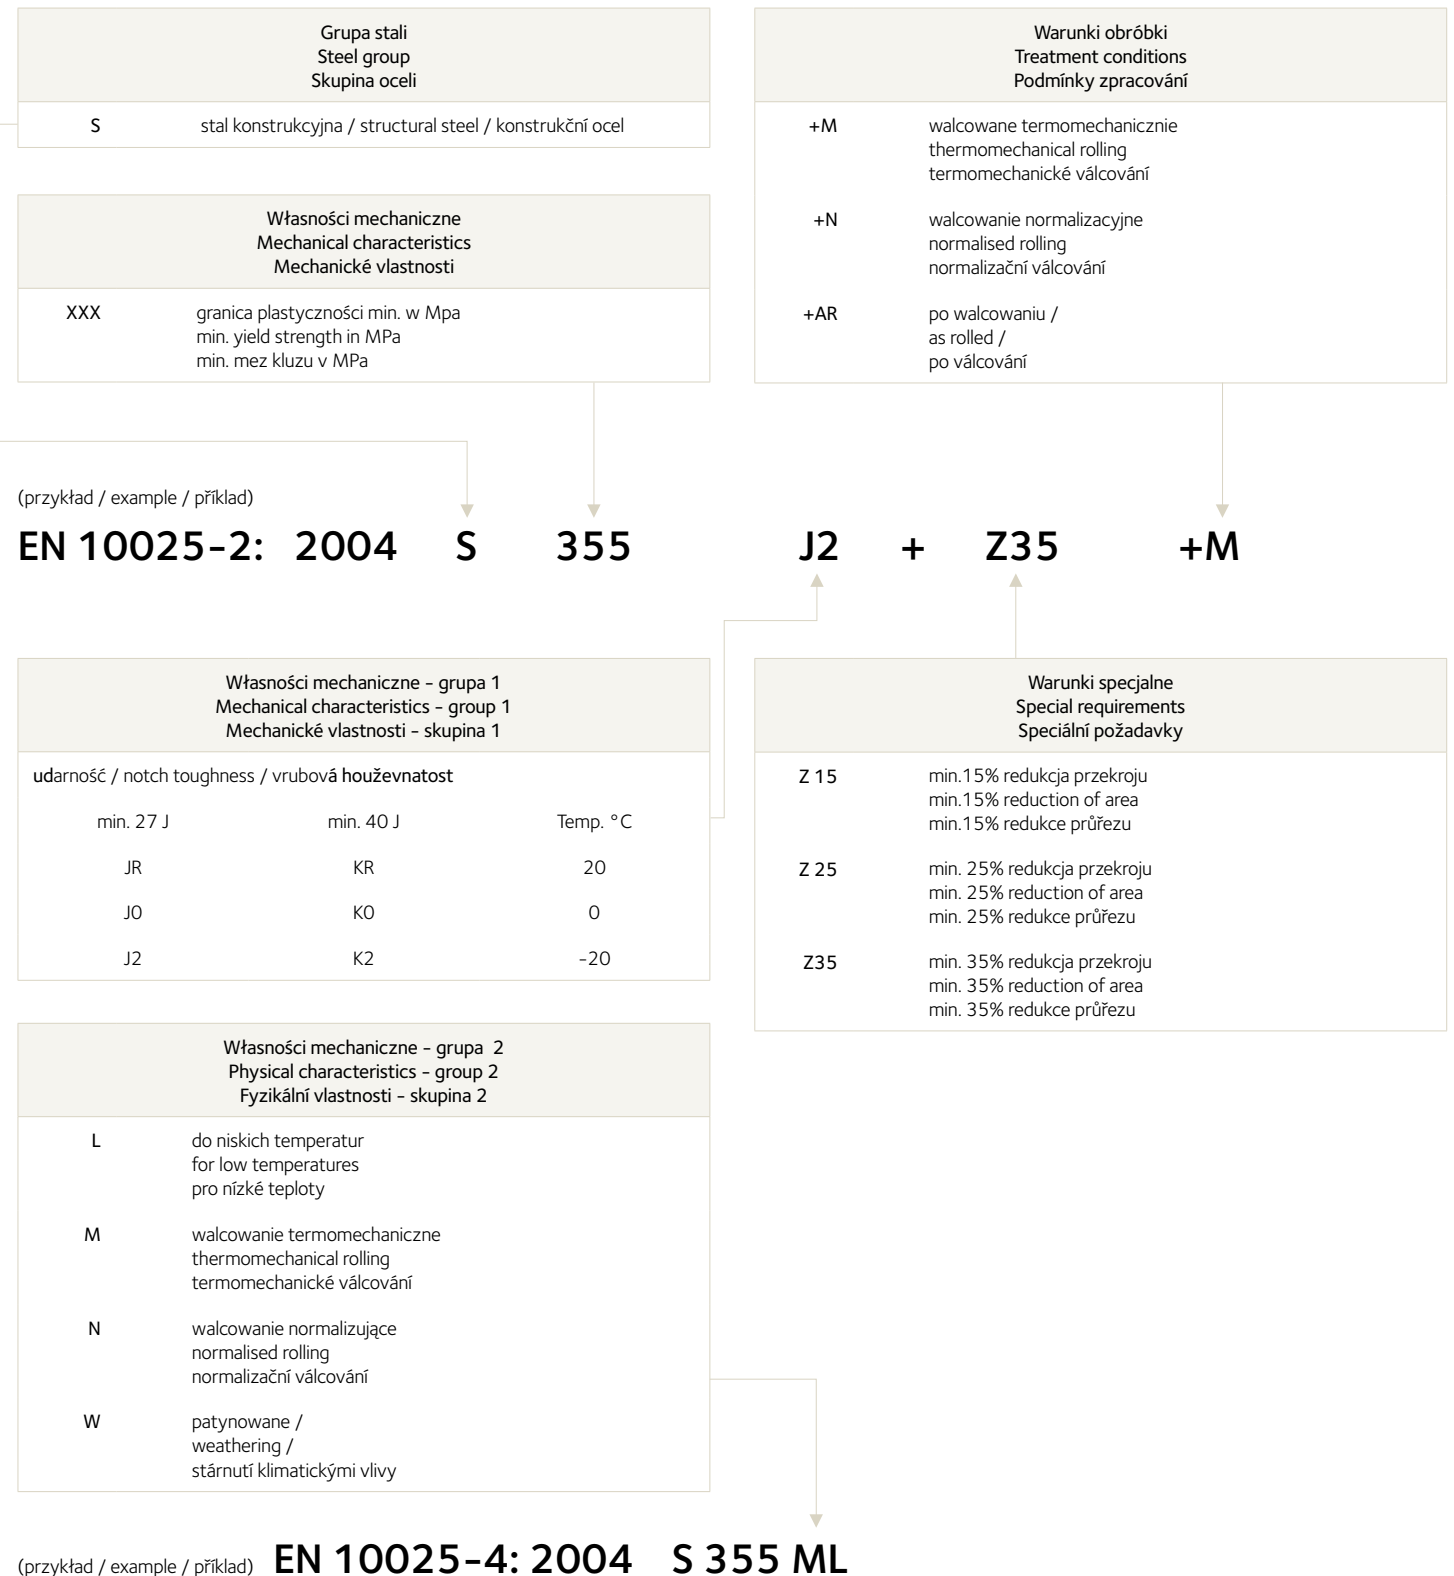 Grupa stali
Steel group
Skupina oceli
S stal konstrukcyjna / structural steel / konstrukční ocel
Własności mechaniczne
Mechanical characteristics
Mechanické vlastnosti
XXX granica plastyczności min. w Mpa
min. yield strength in MPa
min. mez kluzu v MPa
Warunki obróbki
Treatment conditions
Podmínky zpracování
+M walcowane termomechanicznie
thermomechanical rolling
termomechanické válcování
+N walcowanie normalizacyjne
normalised rolling
normalizační válcování
+AR po walcowaniu /
as rolled /
po válcování
(przykład / example / příklad)
EN 10025-2: 2004 S 355 J2 + Z35 +M
Własności mechaniczne - grupa 1
Mechanical characteristics - group 1
Mechanické vlastnosti - skupina 1
udarność / notch toughness / vrubová houževnatost
min. 27 J min. 40 J Temp. °C
JR KR 20
J0 K0 0
J2 K2 -20
Warunki specjalne
Special requirements
Speciální požadavky
Z 15 min.15% redukcja przekroju
min.15% reduction of area
min.15% redukce průřezu
Z 25 min. 25% redukcja przekroju
min. 25% reduction of area
min. 25% redukce průřezu
Z35 min. 35% redukcja przekroju
min. 35% reduction of area
min. 35% redukce průřezu
Własności mechaniczne - grupa 2
Physical characteristics - group 2
Fyzikální vlastnosti - skupina 2
L do niskich temperatur
for low temperatures
pro nízké teploty
M walcowanie termomechaniczne
thermomechanical rolling
termomechanické válcování
N walcowanie normalizujące
normalised rolling
normalizační válcování
W patynowane /
weathering /
stárnutí klimatickými vlivy
(przykład / example / příklad) EN 10025-4: 2004 S 355 ML